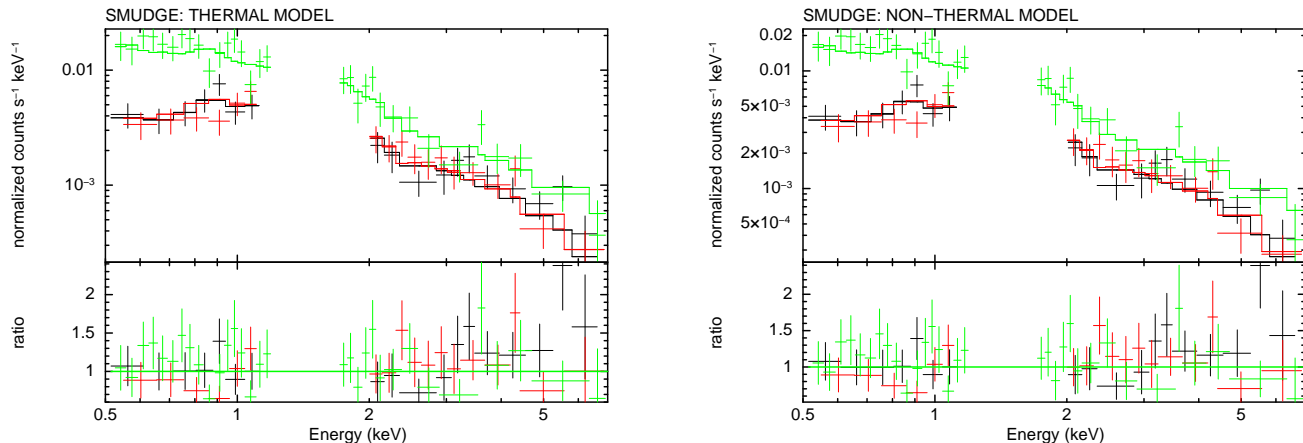 SMUDGE: THERMAL MODEL
normalized counts s⁻¹ keV⁻¹
0.01
10⁻³
ratio
2
1.5
1
0.5 1 2 5
Energy (keV)
SMUDGE: NON−THERMAL MODEL
normalized counts s⁻¹ keV⁻¹
0.02
0.01
5×10⁻³
2×10⁻³
10⁻³
5×10⁻⁴
ratio
2
1.5
1
0.5 1 2 5
Energy (keV)